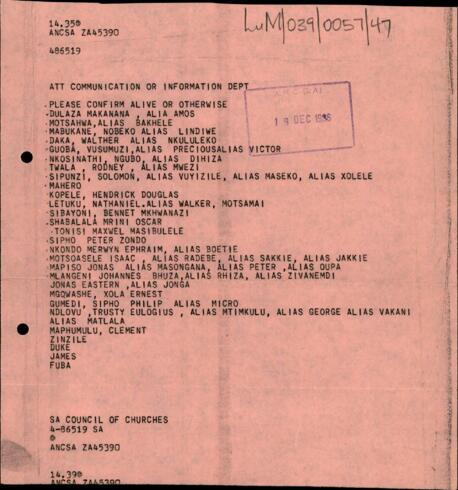 LuM/039/0057/47
14.35@
ANCSA ZA45390
486519
ATT COMMUNICATION OR INFORMATION DEPT
19 DEC 1986
.PLEASE CONFIRM ALIVE OR OTHERWISE
.DULAZA MAKANANA , ALIA AMOS
.MOTSAHWA,ALIAS  BAKHELE
.MABUKANE, NOBEKO ALIAS  LINDIWE
.DAKA, WALTHER  ALIAS  NKULULEKO
GUOBA, VUSUMUZI,ALIAS  PRECIOUSALIAS VICTOR
.NKOSINATHI, NGUBO, ALIAS  DIHIZA
TWALA , RODNEY , ALIAS MWEZI
.SIPUNZI, SOLOMON, ALIAS VUYIZILE, ALIAS MASEKO, ALIAS XOLELE
.MAHERO
.KOPELE, HENDRICK DOUGLAS
.LETUKU, NATHANIEL.ALIAS WALKER, MOTSAMAI
.SIBAYONI, BENNET MKHWANAZI
.SHABALALA MRINI OSCAR
.TONISI MAXWEL MASIBULELE
.SIPHO  PETER ZONDO
.NKONDO MERWYN EPHRAIM, ALIAS BOETIE
.MOTSOASELE ISAAC , ALIAS RADEBE, ALIAS SAKKIE, ALIAS JAKKIE
.MAPISO JONAS  ALIAS MASONGANA, ALIAS PETER ,ALIAS OUPA
.MLANGENI JOHANNES  BHUZA,ALIAS RHIZA, ALIAS ZIVANEMDI
JONAS EASTERN ,ALIAS JONGA
MGQWASHE, XOLA ERNEST
GUMEDI, SIPHO  PHILIP  ALIAS  MICRO
NDLOVU ,TRUSTY EULOGIUS , ALIAS MTIMKULU, ALIAS GEORGE ALIAS VAKANI
ALIAS  MATLALA
MAPHUMULU, CLEMENT
ZINZILE
DUKE
JAMES
FUBA
SA COUNCIL OF CHURCHES
4-86519 SA
@
ANCSA ZA45390
14.39@
ANCSA ZA45390